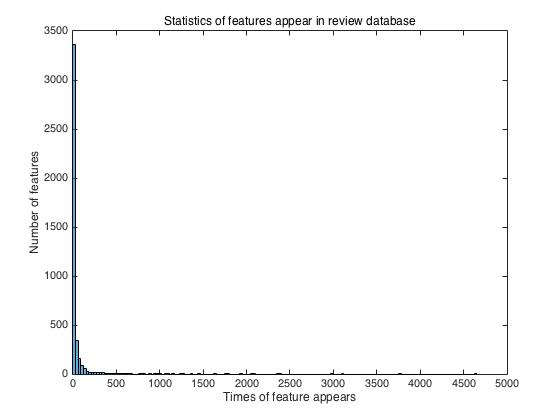 Statistics of features appear in review database
3500
3000
2500
2000
1500
1000
500
0
Number of features
0 500 1000 1500 2000 2500 3000 3500 4000 4500 5000
Times of feature appears